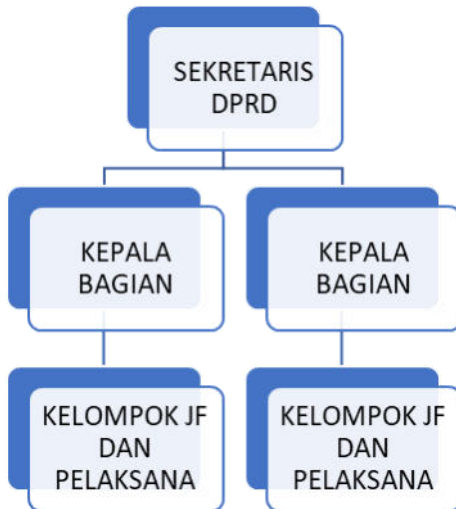 SEKRETARIS
DPRD
KEPALA
BAGIAN
KEPALA
BAGIAN
KELOMPOK JF
DAN
PELAKSANA
KELOMPOK JF
DAN
PELAKSANA